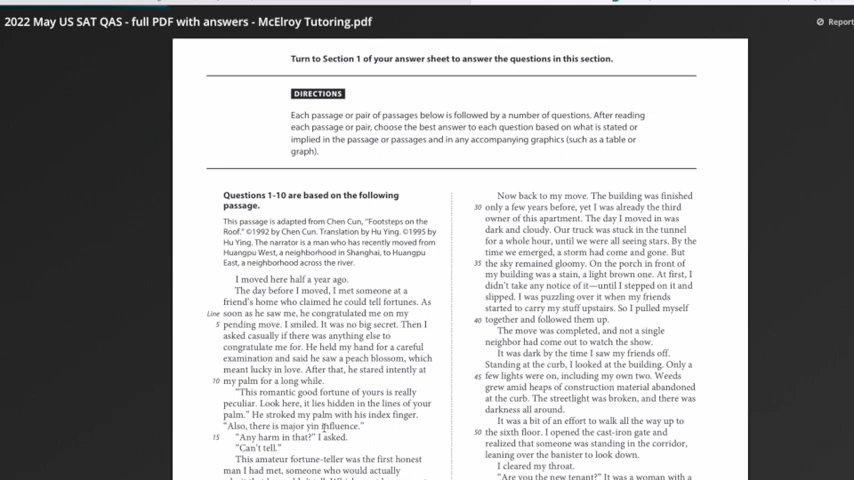 2022 May US SAT QAS - full PDF with answers - McElroy Tutoring.pdf
Report
Turn to Section 1 of your answer sheet to answer the questions in this section.
DIRECTIONS
Each passage or pair of passages below is followed by a number of questions. After reading
each passage or pair, choose the best answer to each question based on what is stated or
implied in the passage or passages and in any accompanying graphics (such as a table or
graph).
Questions 1-10 are based on the following
passage.
This passage is adapted from Chen Cun, "Footsteps on the
Roof." ©1992 by Chen Cun. Translation by Hu Ying. ©1995 by
Hu Ying. The narrator is a man who has recently moved from
Huangpu West, a neighborhood in Shanghai, to Huangpu
East, a neighborhood across the river.
I moved here half a year ago.
The day before I moved, I met someone at a
friend's home who claimed he could tell fortunes. As
Line soon as he saw me, he congratulated me on my
5 pending move. I smiled. It was no big secret. Then I
asked casually if there was anything else to
congratulate me for. He held my hand for a careful
examination and said he saw a peach blossom, which
meant lucky in love. After that, he stared intently at
10 my palm for a long while.
"This romantic good fortune of yours is really
peculiar. Look here, it lies hidden in the lines of your
palm." He stroked my palm with his index finger.
"Also, there is major yin influence."
15 "Any harm in that?" I asked.
"Can't tell."
This amateur fortune-teller was the first honest
man I had met, someone who would actually
Now back to my move. The building was finished
30 only a few years before, yet I was already the third
owner of this apartment. The day I moved in was
dark and cloudy. Our truck was stuck in the tunnel
for a whole hour, until we were all seeing stars. By the
time we emerged, a storm had come and gone. But
35 the sky remained gloomy. On the porch in front of
my building was a stain, a light brown one. At first, I
didn't take any notice of it—until I stepped on it and
slipped. I was puzzling over it when my friends
started to carry my stuff upstairs. So I pulled myself
40 together and followed them up.
The move was completed, and not a single
neighbor had come out to watch the show.
It was dark by the time I saw my friends off.
Standing at the curb, I looked at the building. Only a
45 few lights were on, including my own two. Weeds
grew amid heaps of construction material abandoned
at the curb. The streetlight was broken, and there was
darkness all around.
It was a bit of an effort to walk all the way up to
50 the sixth floor. I opened the cast-iron gate and
realized that someone was standing in the corridor,
leaning over the banister to look down.
I cleared my throat.
"Are you the new tenant?" It was a woman with a